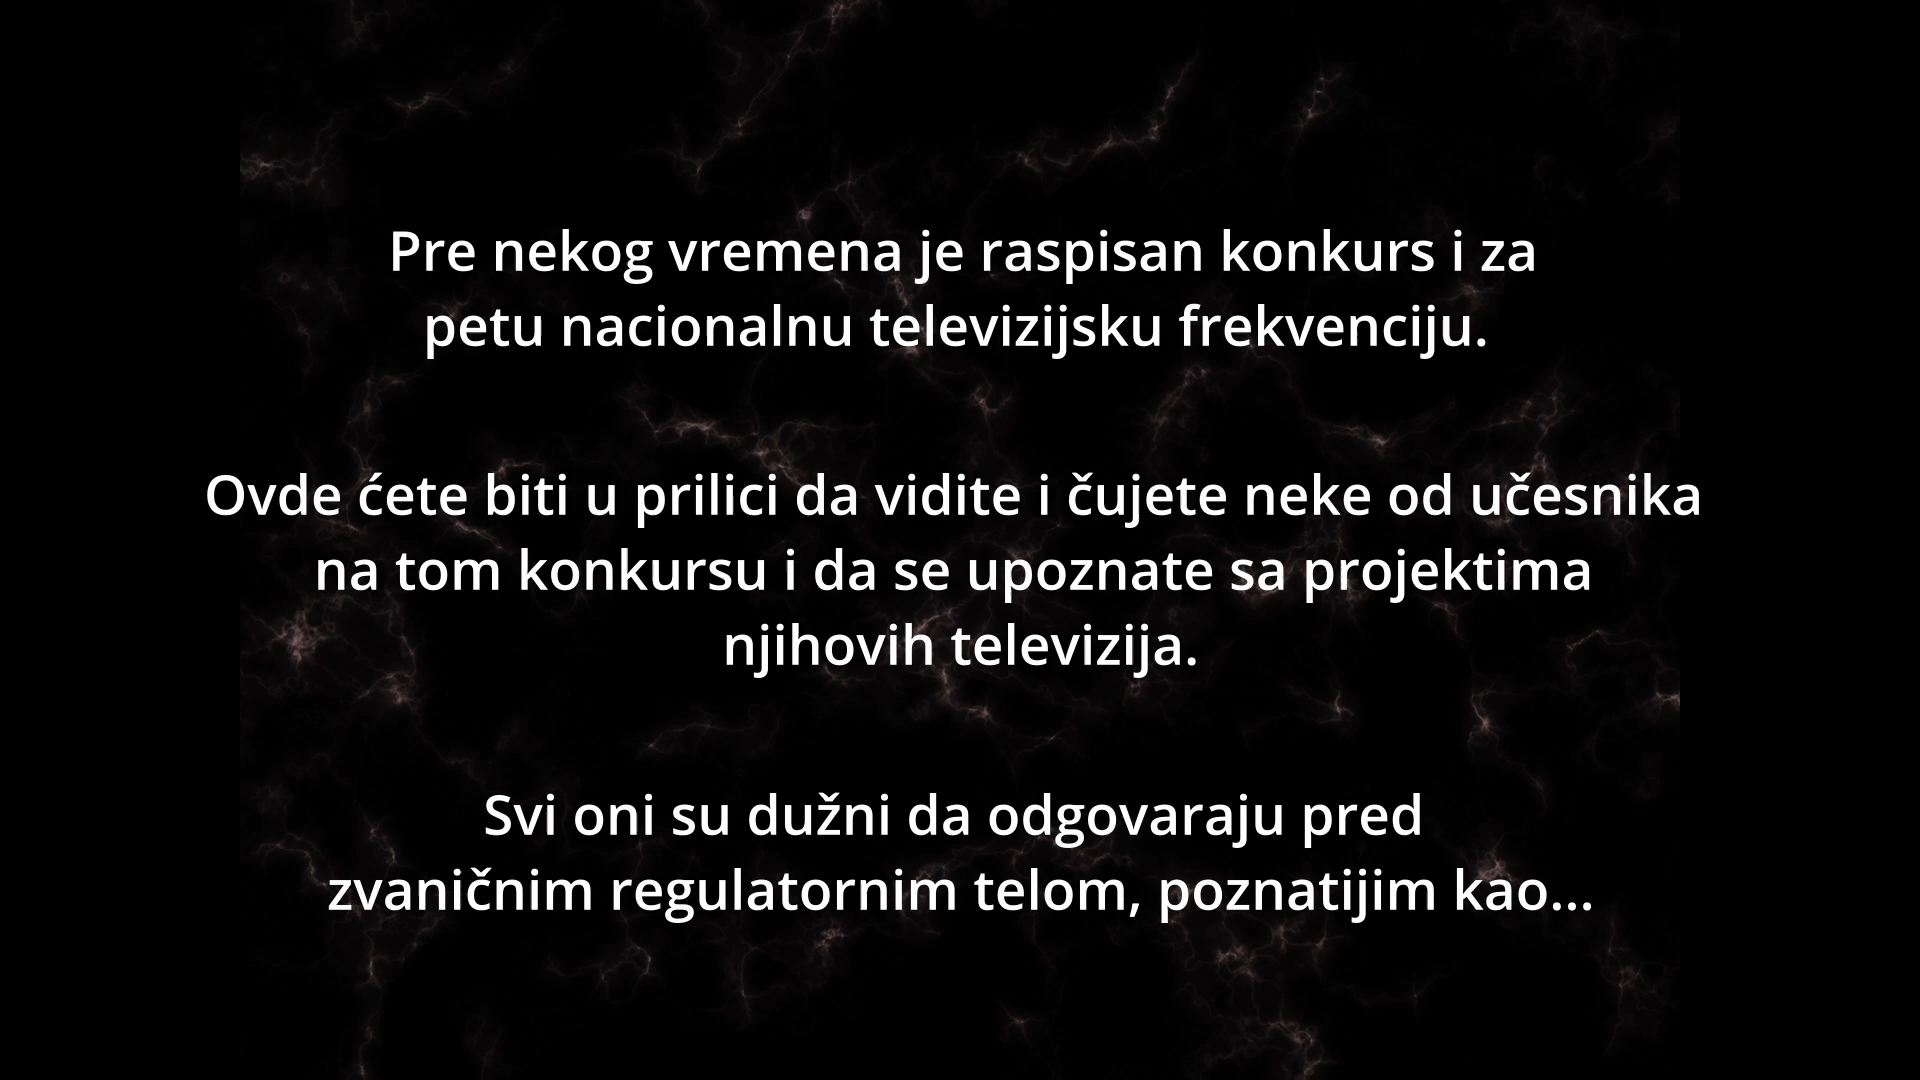 Pre nekog vremena je raspisan konkurs i za
petu nacionalnu televizijsku frekvenciju.
Ovde ćete biti u prilici da vidite i čujete neke od učesnika
na tom konkursu i da se upoznate sa projektima
njihovih televizija.
Svi oni su dužni da odgovaraju pred
zvaničnim regulatornim telom, poznatijim kao...